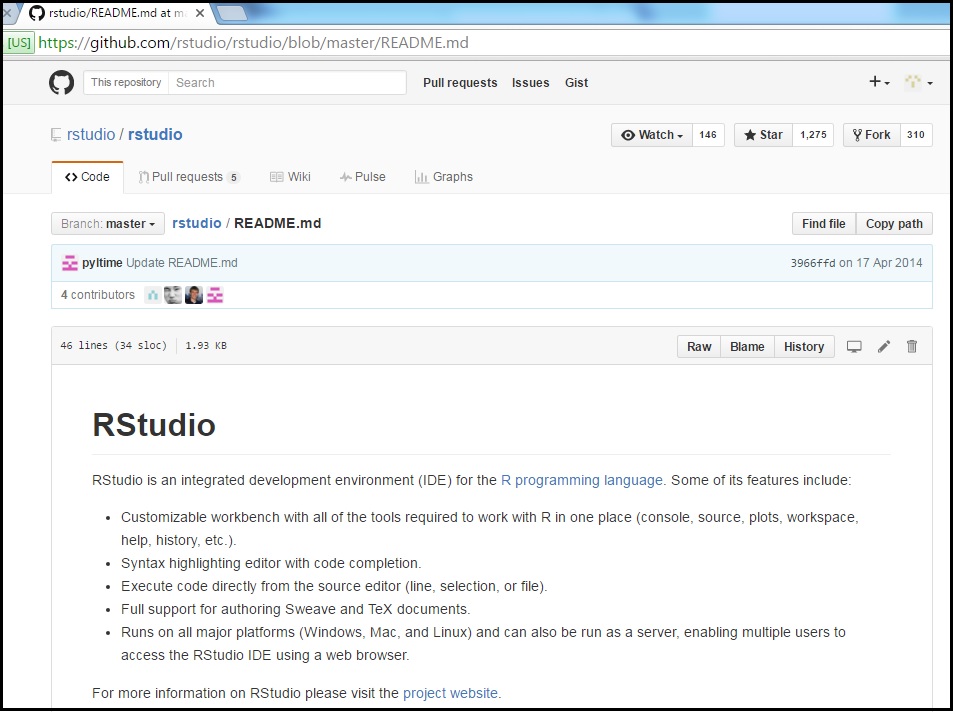 rstudio/README.md at m
[US] https://github.com/rstudio/rstudio/blob/master/README.md
This repository Search Pull requests Issues Gist
rstudio / rstudio Watch 146 Star 1,275 Fork 310
Code Pull requests 5 Wiki Pulse Graphs
Branch: master rstudio / README.md Find file Copy path
pyltime Update README.md 3966ffd on 17 Apr 2014
4 contributors
46 lines (34 sloc) 1.93 KB Raw Blame History
RStudio
RStudio is an integrated development environment (IDE) for the R programming language. Some of its features include:
• Customizable workbench with all of the tools required to work with R in one place (console, source, plots, workspace,
help, history, etc.).
• Syntax highlighting editor with code completion.
• Execute code directly from the source editor (line, selection, or file).
• Full support for authoring Sweave and TeX documents.
• Runs on all major platforms (Windows, Mac, and Linux) and can also be run as a server, enabling multiple users to
access the RStudio IDE using a web browser.
For more information on RStudio please visit the project website.